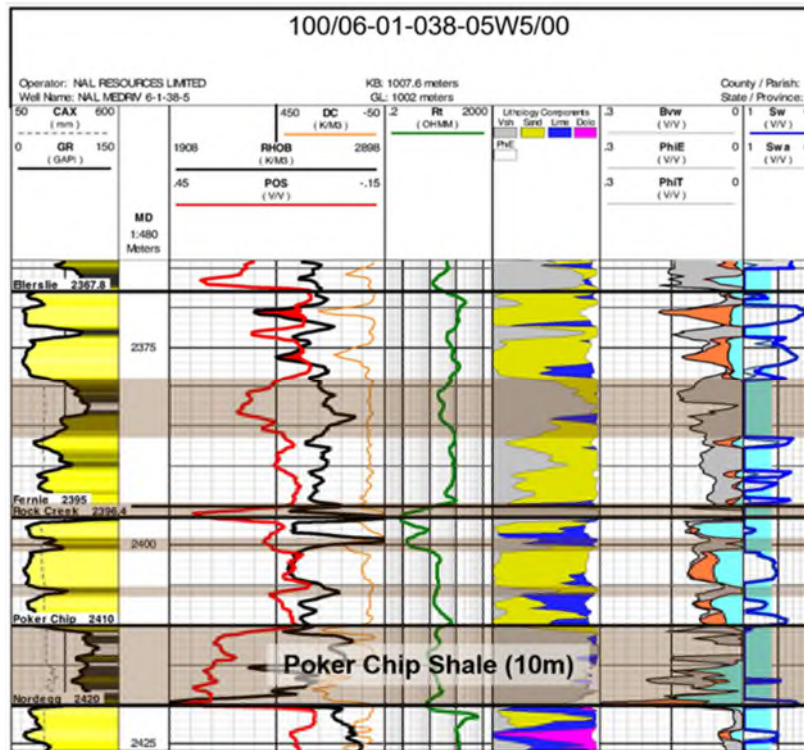 100/06-01-038-05W5/00
Operator: NAL RESOURCES LIMITED KB: 1007.6 meters County / Parish:
Well Name: NAL MEDRIV 6-1-38-5 GL: 1002 meters State / Province:
50 CAX 600 450 DC -50 .2 Rt 2000 Lithology Components .3 Bvw 0 1 Sw
(mm) (K/M3) (OHMM) Vsh Sand Lime Dolo (V/V) (V/V)
0 GR 150 1908 RHOB 2898 PhiE .3 PhiE 0 1 Swa
(GAPI) (K/M3) (V/V) (V/V)
.45 POS -.15 .3 PhiT 0
(V/V) (V/V)
MD
1:480
Meters
Blerslie 2367.8
2375
Fernie 2395
Rock Creek 2396.4
2400
Poker Chip 2410
Poker Chip Shale (10m)
Nordegg 2420
2425